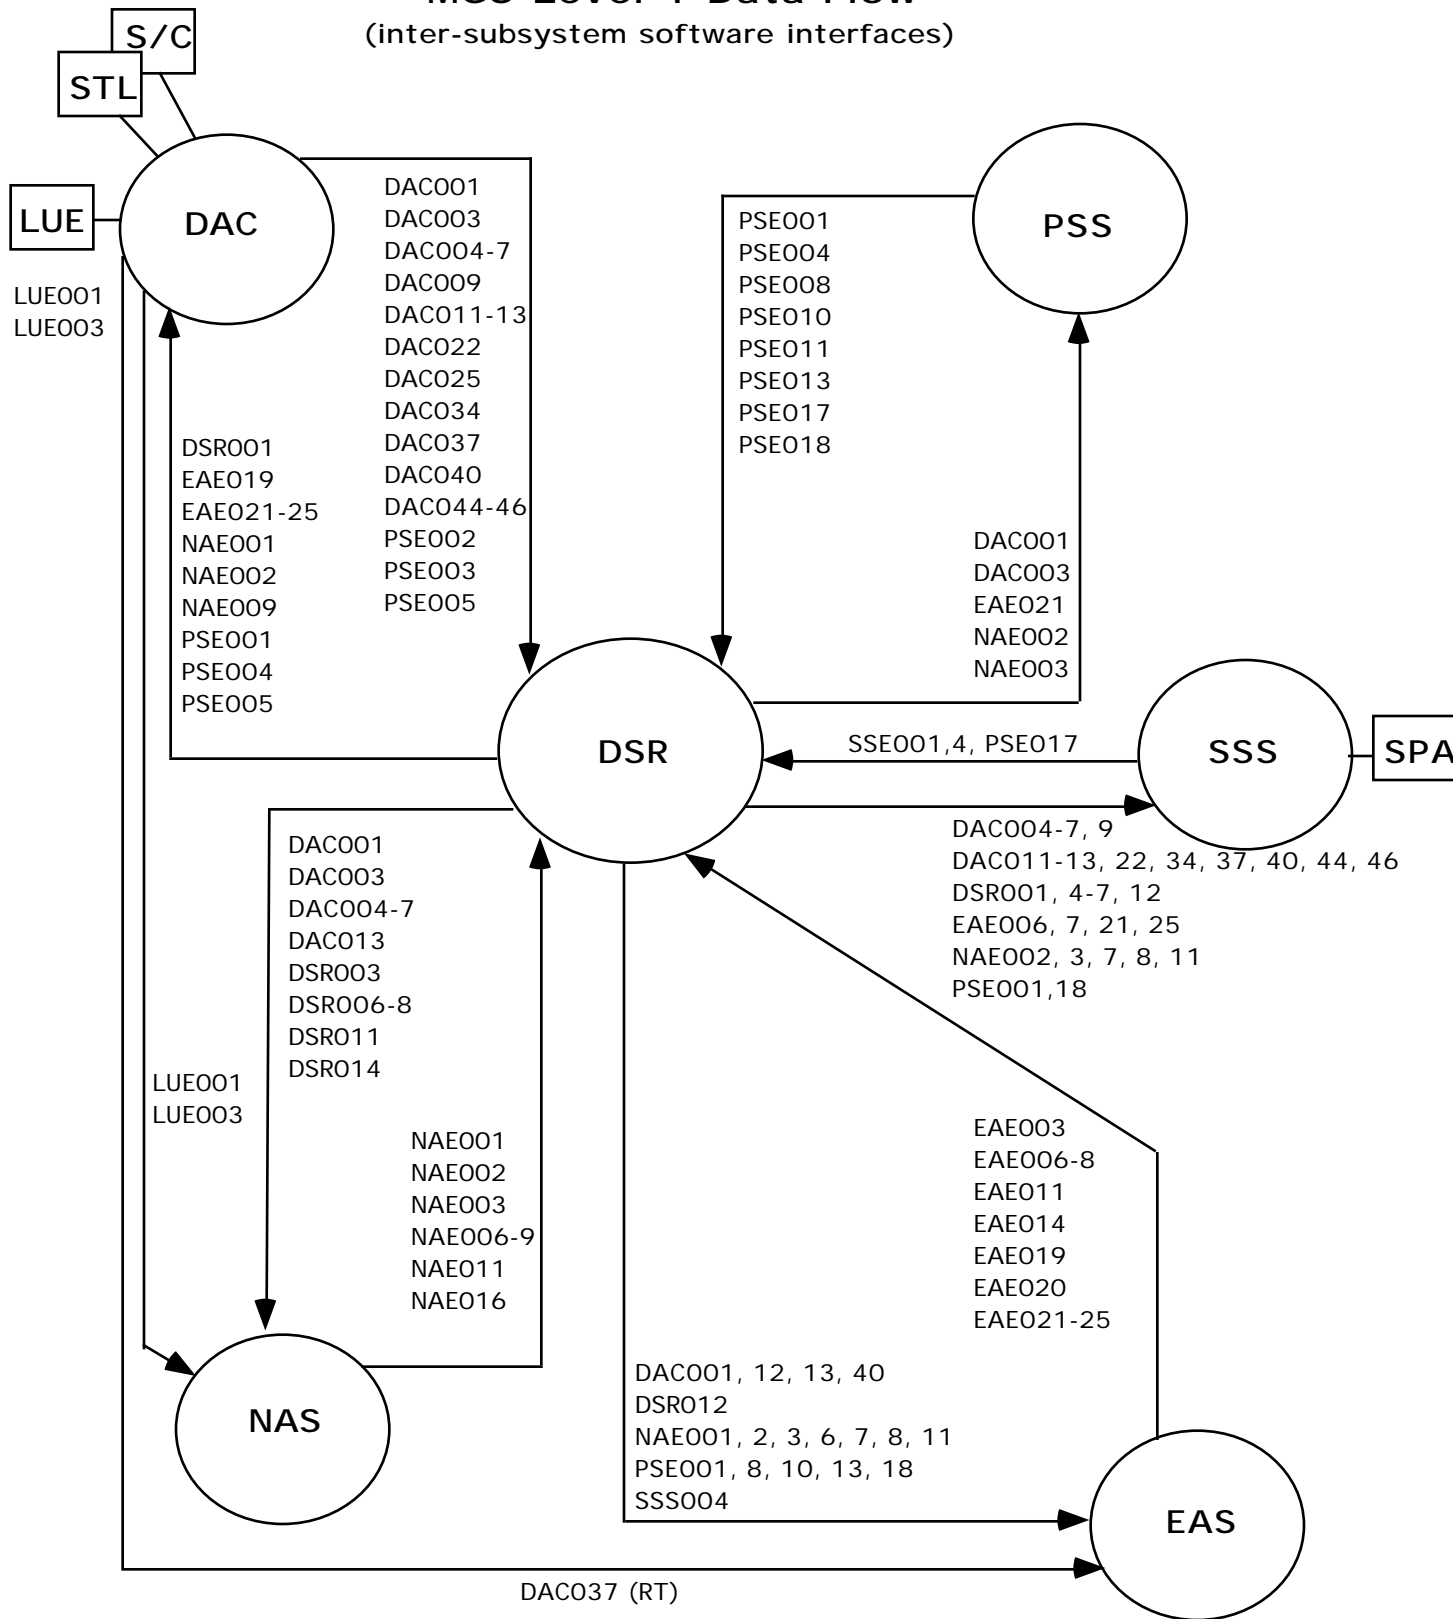 (inter-subsystem software interfaces)
S/C
STL
LUE
DAC
LUE001
LUE003
DAC001
DAC003
DAC004-7
DAC009
DAC011-13
DAC022
DAC025
DAC034
DAC037
DAC040
DAC044-46
PSE002
PSE003
PSE005
DSR001
EAE019
EAE021-25
NAE001
NAE002
NAE009
PSE001
PSE004
PSE005
PSS
PSE001
PSE004
PSE008
PSE010
PSE011
PSE013
PSE017
PSE018
DAC001
DAC003
EAE021
NAE002
NAE003
DSR
SSE001,4, PSE017
SSS
SPA
DAC004-7, 9
DAC011-13, 22, 34, 37, 40, 44, 46
DSR001, 4-7, 12
EAE006, 7, 21, 25
NAE002, 3, 7, 8, 11
PSE001,18
DAC001
DAC003
DAC004-7
DAC013
DSR003
DSR006-8
DSR011
DSR014
LUE001
LUE003
NAE001
NAE002
NAE003
NAE006-9
NAE011
NAE016
EAE003
EAE006-8
EAE011
EAE014
EAE019
EAE020
EAE021-25
DAC001, 12, 13, 40
DSR012
NAE001, 2, 3, 6, 7, 8, 11
PSE001, 8, 10, 13, 18
SSS004
NAS
EAS
DAC037 (RT)